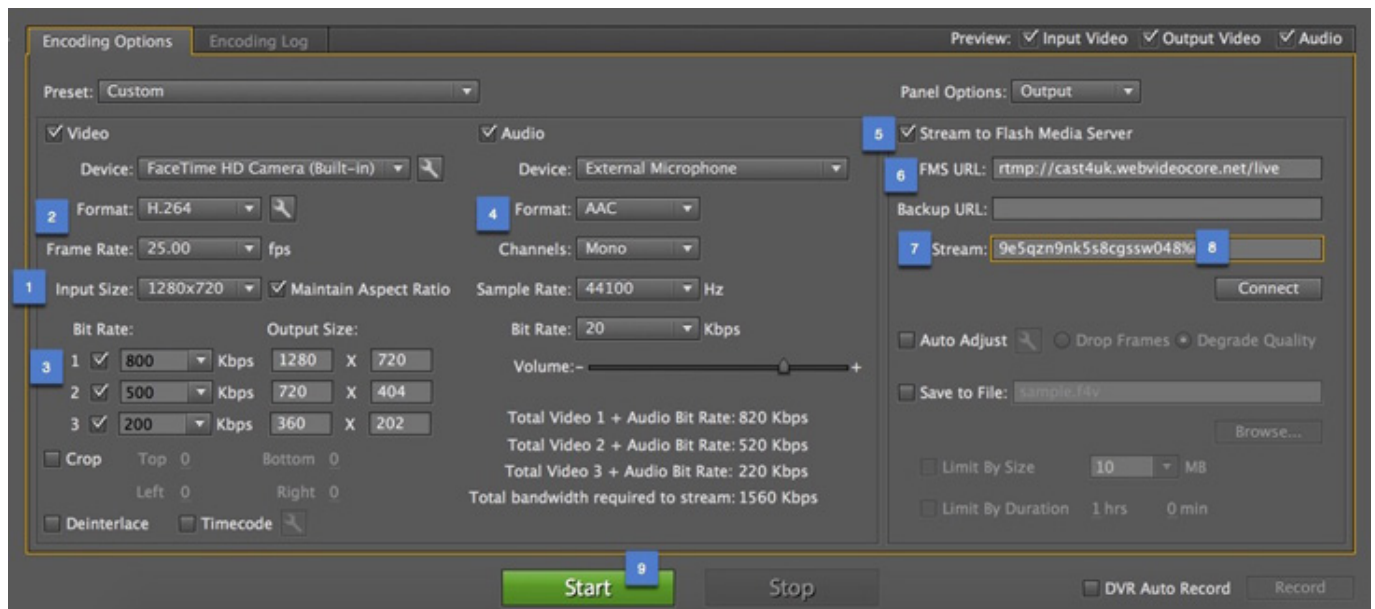 Encoding Options Encoding Log Preview: Input Video Output Video Audio
Preset: Custom Panel Options: Output
Video Audio 5 Stream to Flash Media Server
Device: FaceTime HD Camera (Built-in) Device: External Microphone 6 FMS URL: rtmp://cast4uk.webvideocore.net/live
2 Format: H.264 4 Format: AAC Backup URL:
Frame Rate: 25.00 fps Channels: Mono 7 Stream: 9e5qzn9nk5s8cgssw048% 8
1 Input Size: 1280x720 Maintain Aspect Ratio Sample Rate: 44100 Hz Connect
Bit Rate: Output Size: Bit Rate: 20 Kbps Auto Adjust Drop Frames Degrade Quality
3 1 800 Kbps 1280 X 720 Volume:- +
2 500 Kbps 720 X 404 Save to File: sample.f4v
3 200 Kbps 360 X 202 Total Video 1 + Audio Bit Rate: 820 Kbps
Total Video 2 + Audio Bit Rate: 520 Kbps Browse...
Crop Top 0 Bottom 0 Total Video 3 + Audio Bit Rate: 220 Kbps Limit By Size 10 MB
Left 0 Right 0 Total bandwidth required to stream: 1560 Kbps
Deinterlace Timecode Limit By Duration 1 hrs 0 min
Start 9 Stop DVR Auto Record Record